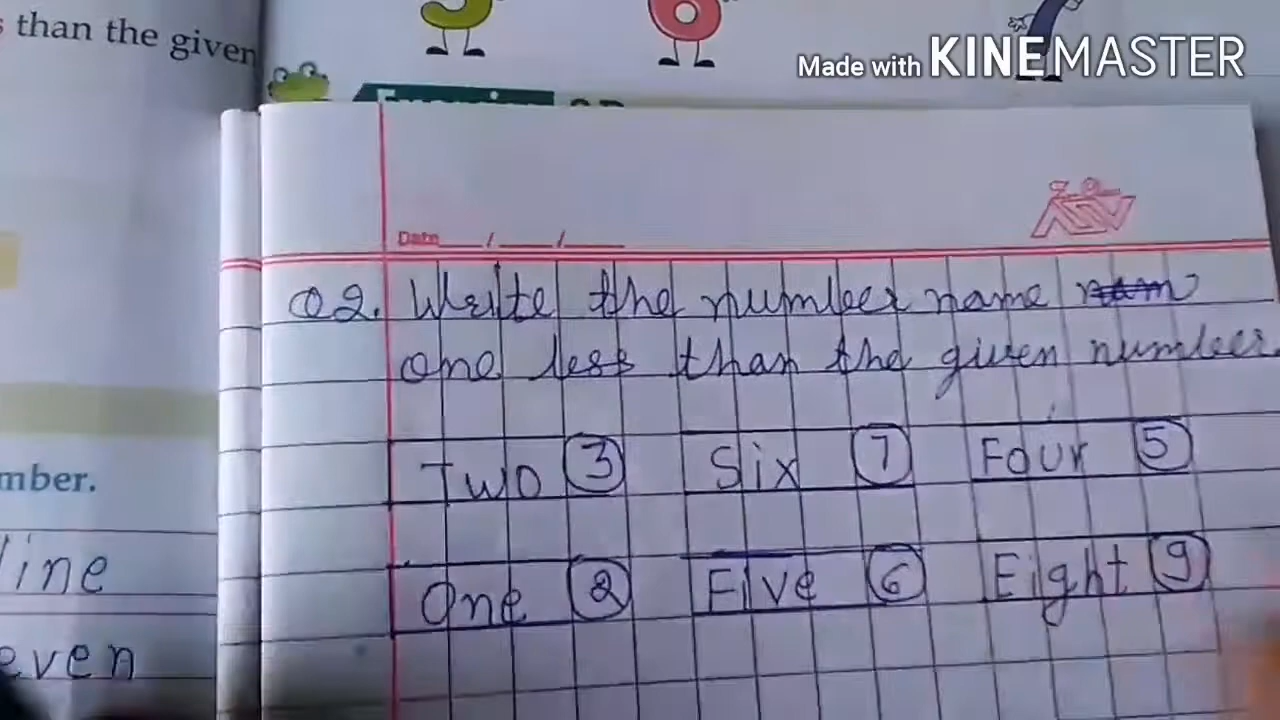 than the given
Made with KINEMASTER
Date / /
Q2. Write the number name
one less than the given number.
Two 3 Six 7 Four 5
One 2 Five 6 Eight 9
mber.
ine
even